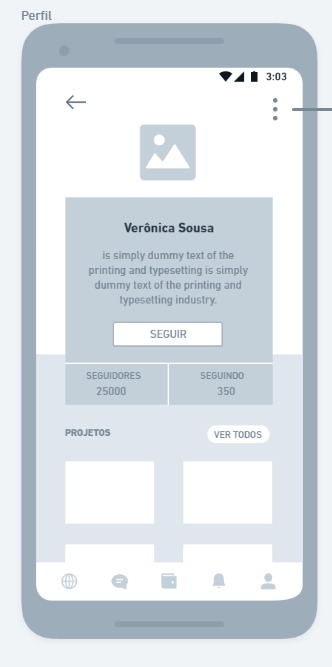 Perfil
3:03
Verônica Sousa
is simply dummy text of the
printing and typesetting is simply
dummy text of the printing and
typesetting industry.
SEGUIR
SEGUIDORES
25000
SEGUINDO
350
PROJETOS
VER TODOS